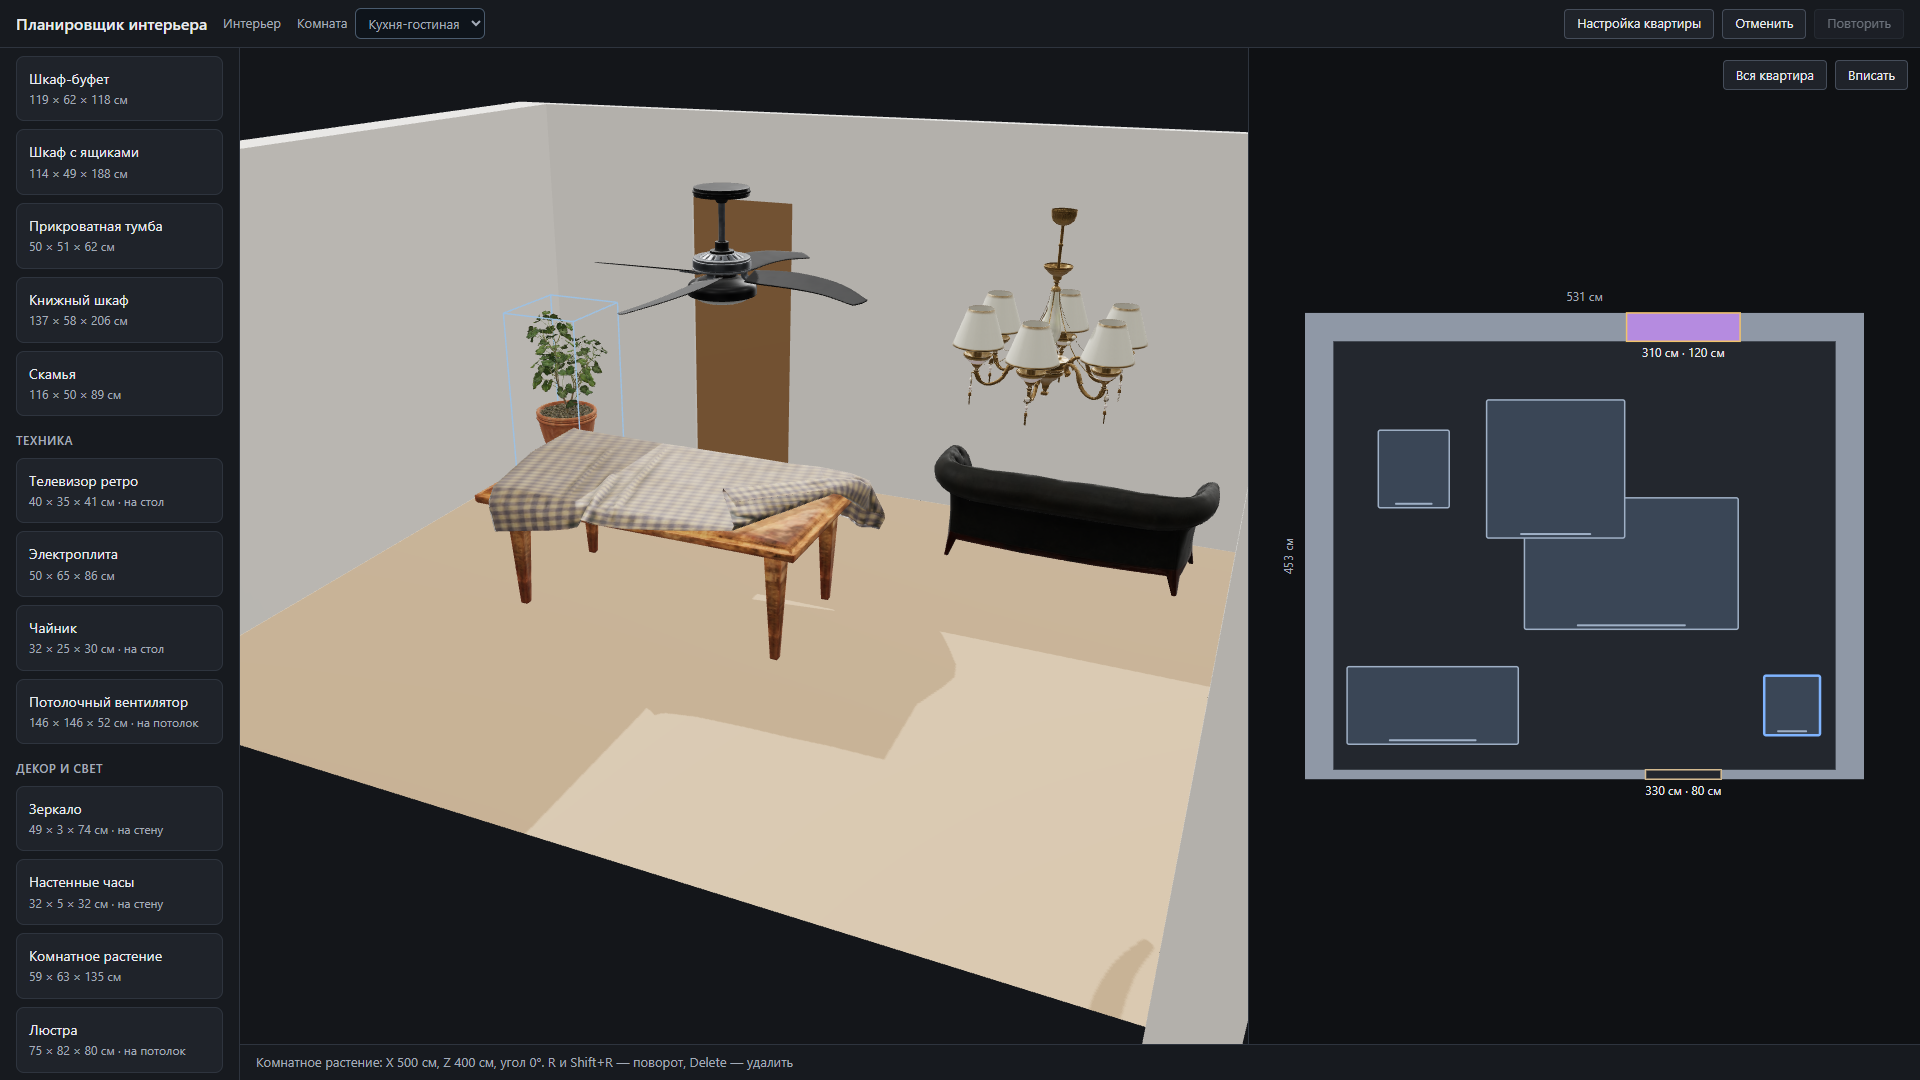 Планировщик интерьера
Интерьер
Комната
Кухня-гостиная
Настройка квартиры
Отменить
Повторить
Шкаф-буфет
119 × 62 × 118 см
Шкаф с ящиками
114 × 49 × 188 см
Прикроватная тумба
50 × 51 × 62 см
Книжный шкаф
137 × 58 × 206 см
Скамья
116 × 50 × 89 см
ТЕХНИКА
Телевизор ретро
40 × 35 × 41 см · на стол
Электроплита
50 × 65 × 86 см
Чайник
32 × 25 × 30 см · на стол
Потолочный вентилятор
146 × 146 × 52 см · на потолок
ДЕКОР И СВЕТ
Зеркало
49 × 3 × 74 см · на стену
Настенные часы
32 × 5 × 32 см · на стену
Комнатное растение
59 × 63 × 135 см
Люстра
75 × 82 × 80 см · на потолок
Вся квартира
Вписать
531 см
310 см · 120 см
453 см
330 см · 80 см
Комнатное растение: X 500 см, Z 400 см, угол 0°. R и Shift+R — поворот, Delete — удалить